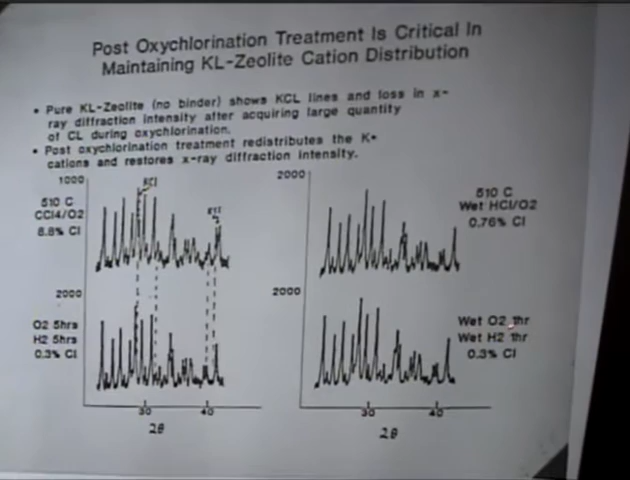 Post Oxychlorination Treatment Is Critical In
Maintaining KL-Zeolite Cation Distribution
• Pure KL-Zeolite (no binder) shows KCL lines and loss in x-
ray diffraction intensity after acquiring large quantity
of CL during oxychlorination.
• Post oxychlorination treatment redistributes the K+
cations and restores x-ray diffraction intensity.
1000
KCl
510 C
CCl4/O2
8.8% Cl
2000
510 C
Wet HCl/O2
0.76% Cl
2000
O2 5hrs
H2 5hrs
0.3% Cl
30
40
2θ
2000
Wet O2 1hr
Wet H2 1hr
0.3% Cl
30
40
2θ